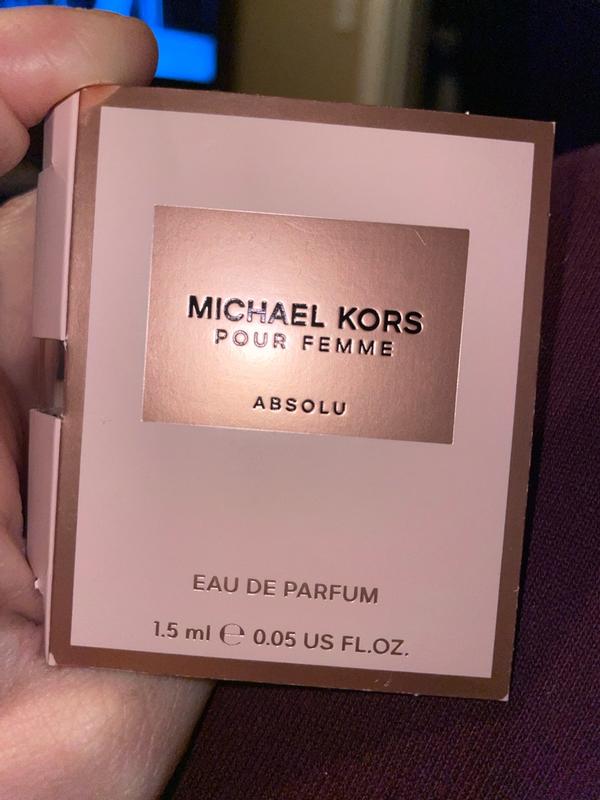 MICHAEL KORS
POUR FEMME
ABSOLU
EAU DE PARFUM
1.5 ml ℮ 0.05 US FL.OZ.